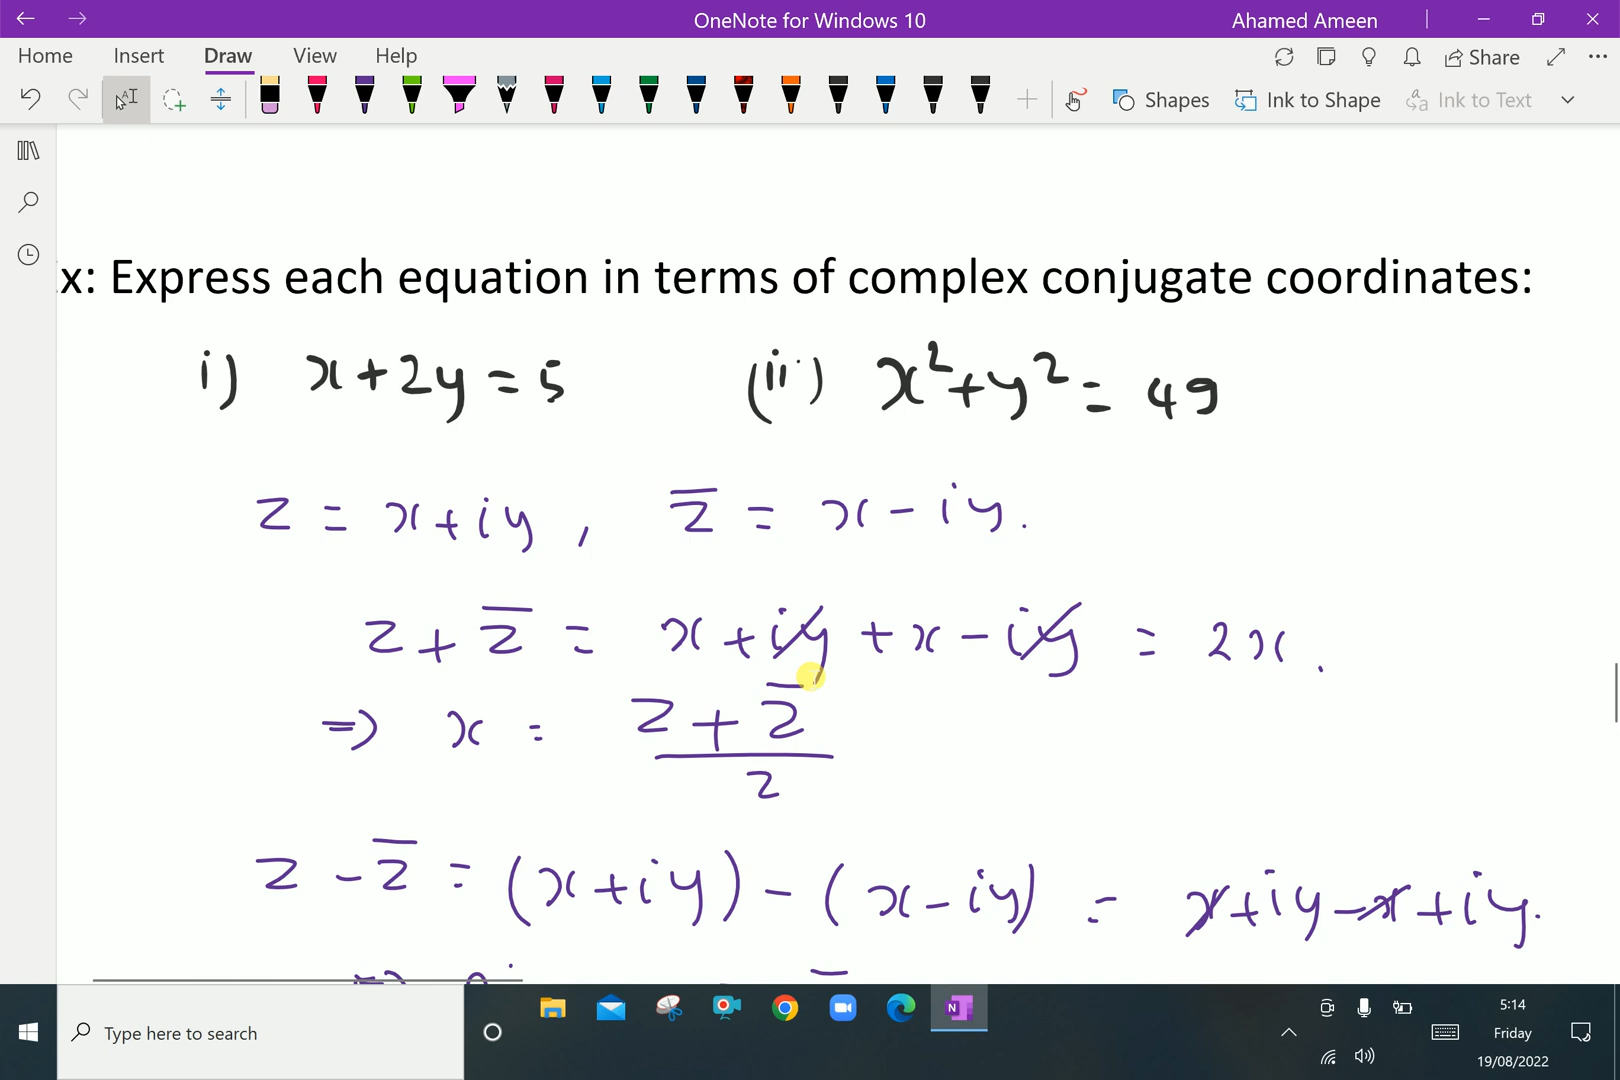 OneNote for Windows 10
Ahamed Ameen
Home Insert Draw View Help
Share
Shapes Ink to Shape Ink to Text
x: Express each equation in terms of complex conjugate coordinates:
i) x+2y=5 (ii) x²+y²=49
z = x+iy, z̅ = x-iy.
z+z̅ = x+iy+x-iy = 2x.
⇒ x = (z+z̅)/2
z-z̅ = (x+iy)-(x-iy) = x+iy-x+iy.
Type here to search
5:14
Friday
19/08/2022